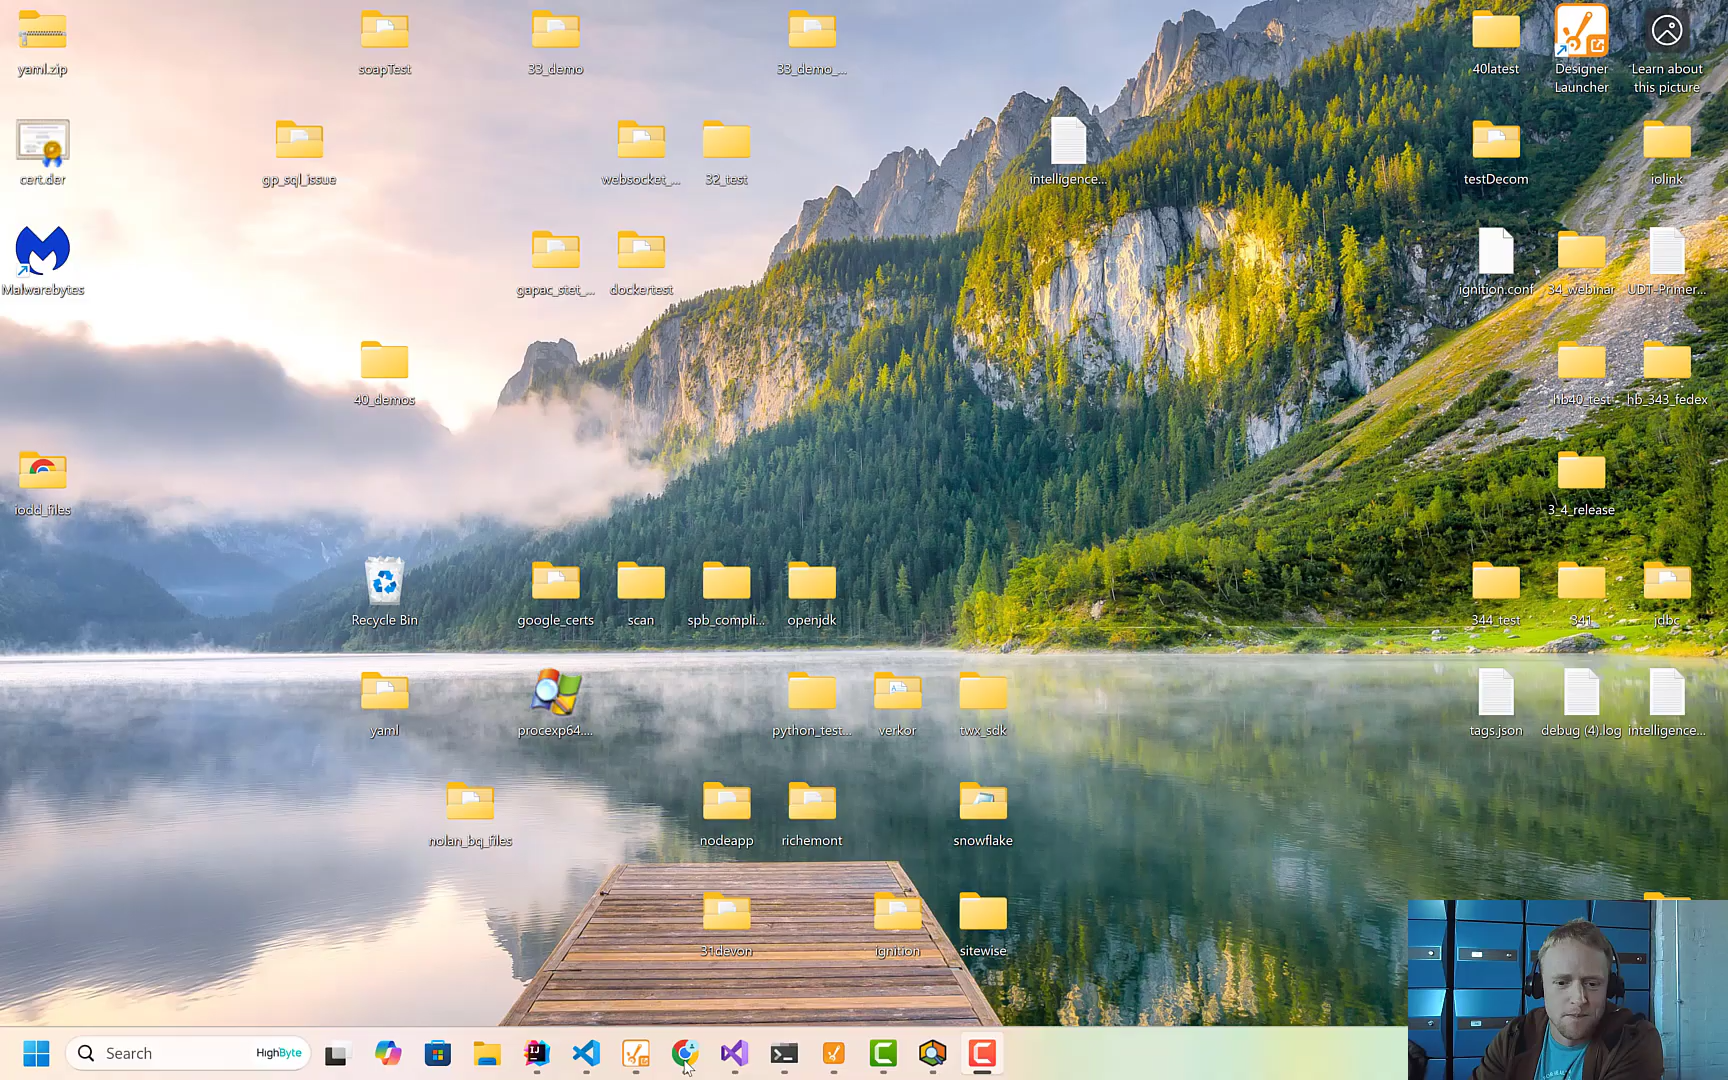 yaml.zip
soapTest
33_demo
33_demo_...
40latest
Designer
Launcher
Learn about
this picture
cert.der
gp_sql_issue
websocket_...
32_test
intelligence...
testDecom
iolink
Malwarebytes
gapac_stet_...
dockertest
ignition.conf
34_webinar
UDT-Primer...
40_demos
hb40_test
hb_343_fedex
iodd_files
3_4_release
Recycle Bin
google_certs
scan
spb_compli...
openjdk
344_test
341
jdbc
yaml
procexp64....
python_test...
verkor
twx_sdk
tags.json
debug (4).log
intelligence...
nolan_bq_files
nodeapp
richemont
snowflake
31devon
ignition
sitewise
Search
HighByte